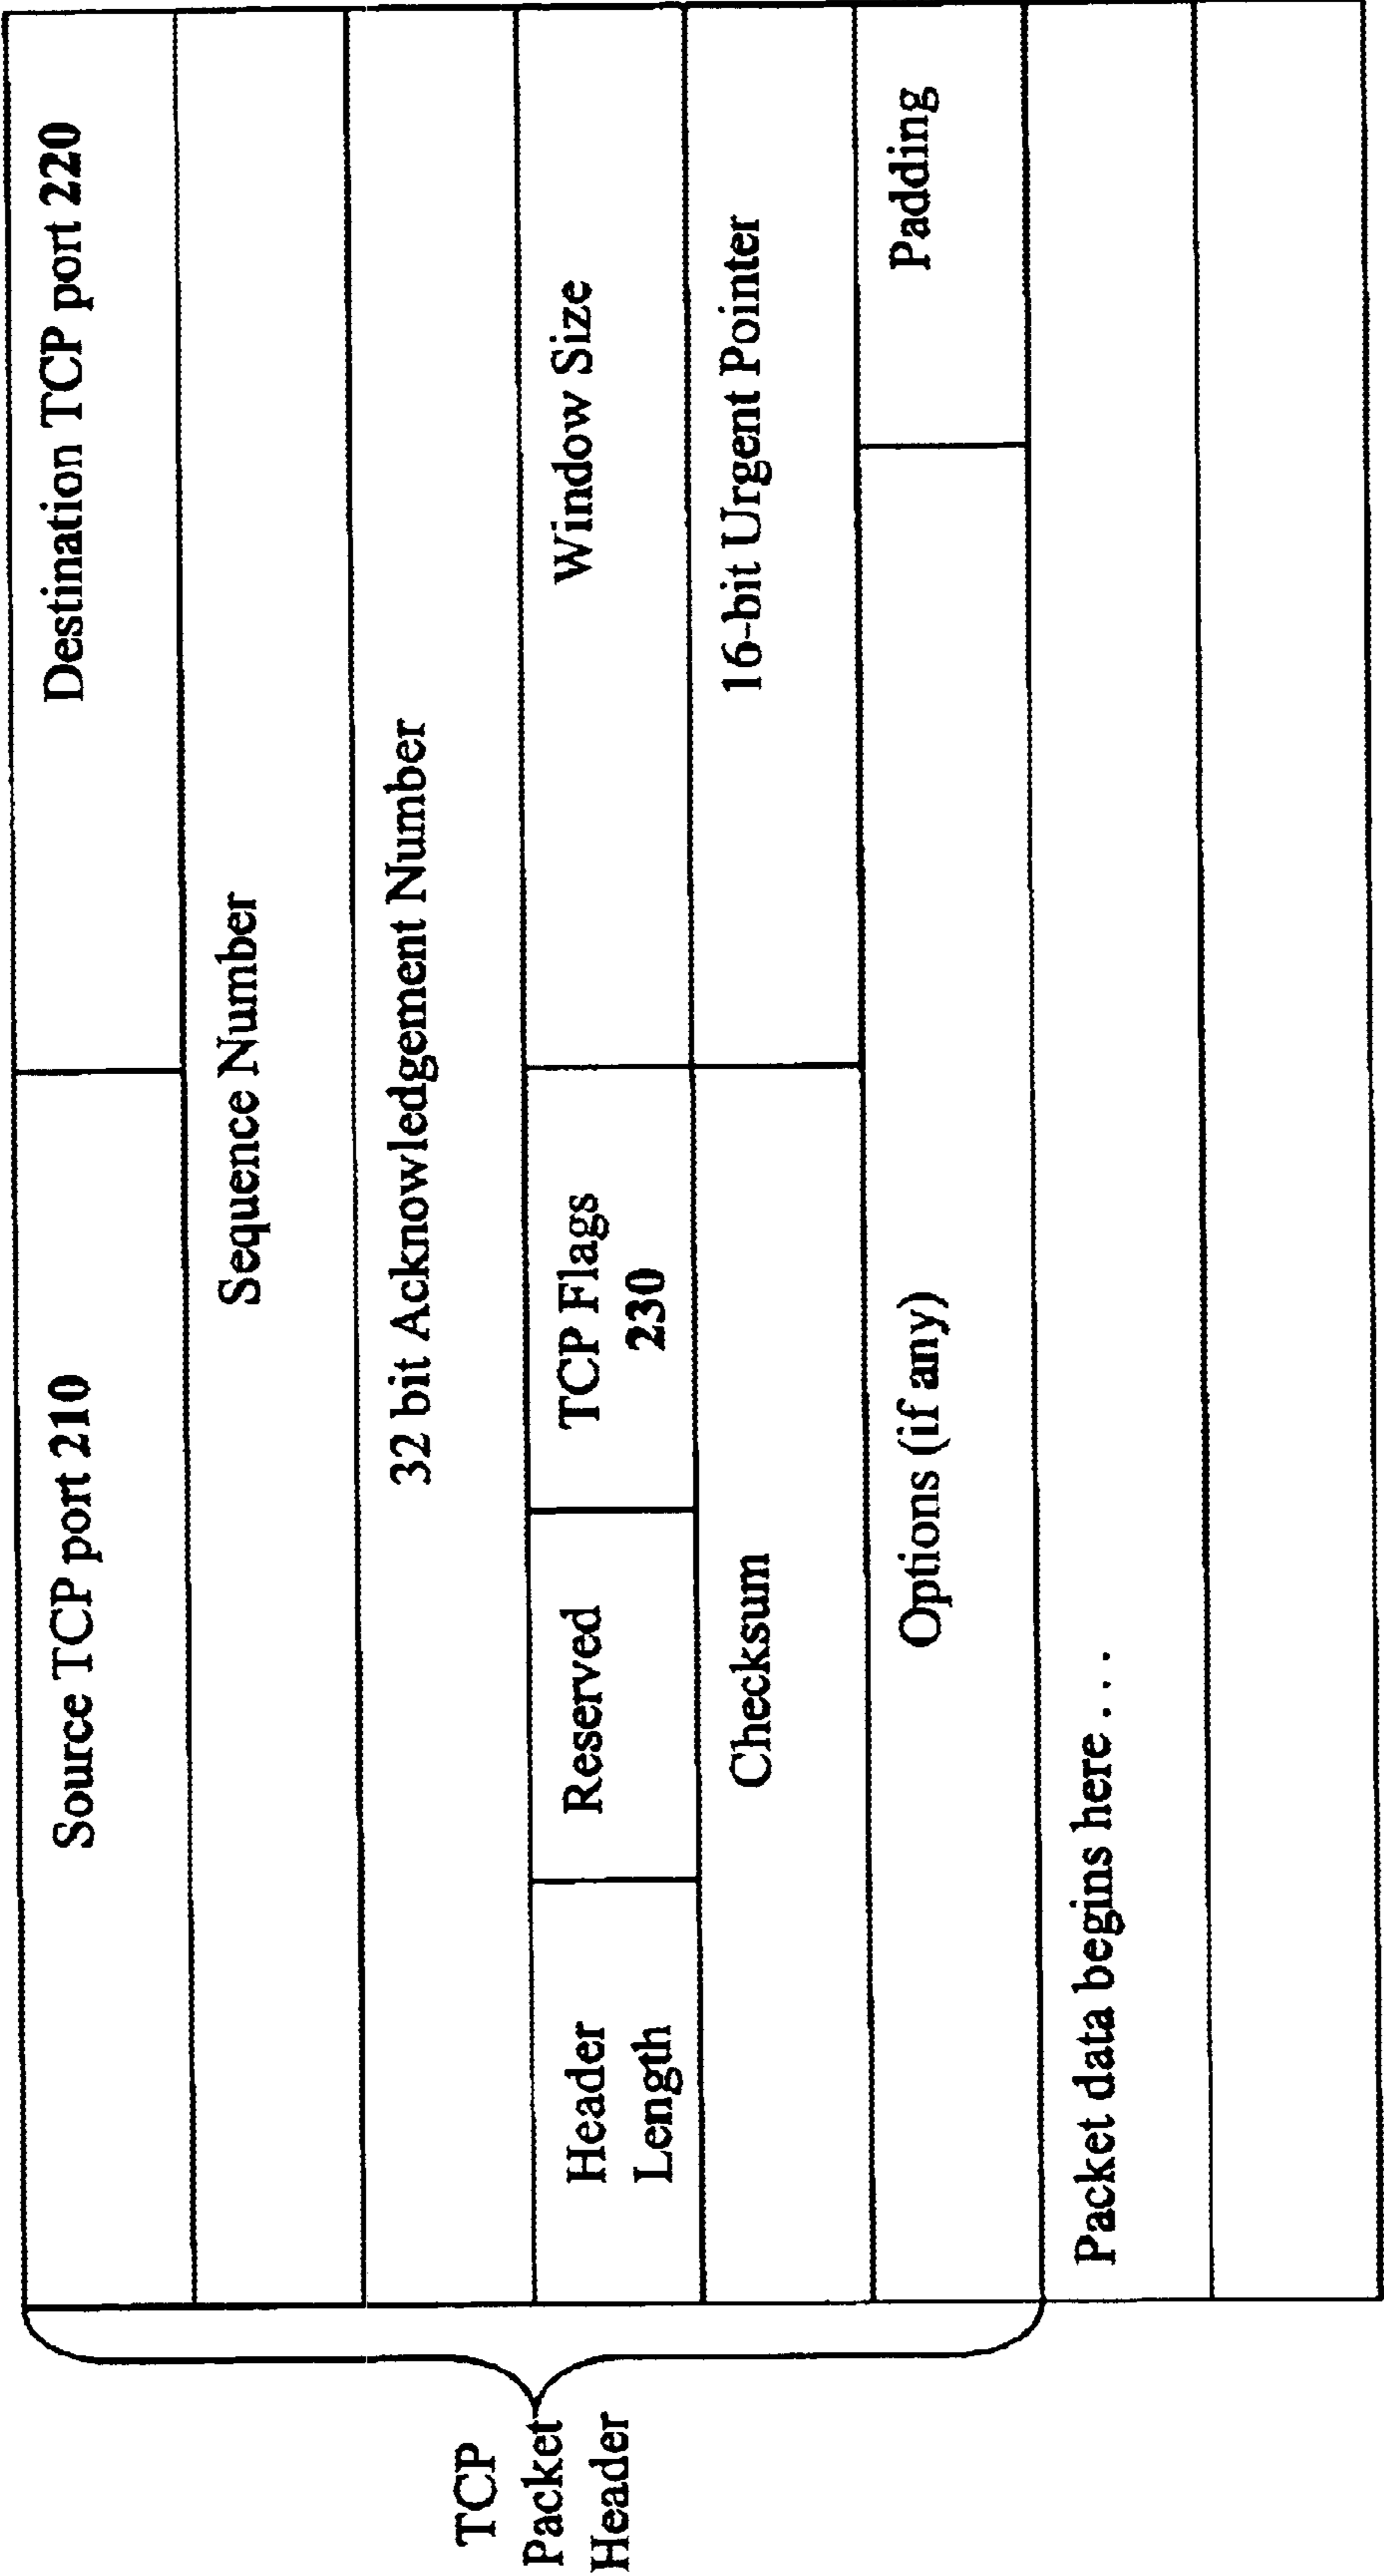 Source TCP port 210
Destination TCP port 220
Sequence Number
32 bit Acknowledgement Number
Header
Length
Reserved
TCP Flags
230
Window Size
Checksum
16-bit Urgent Pointer
Options (if any)
Padding
Packet data begins here . . .
TCP
Packet
Header